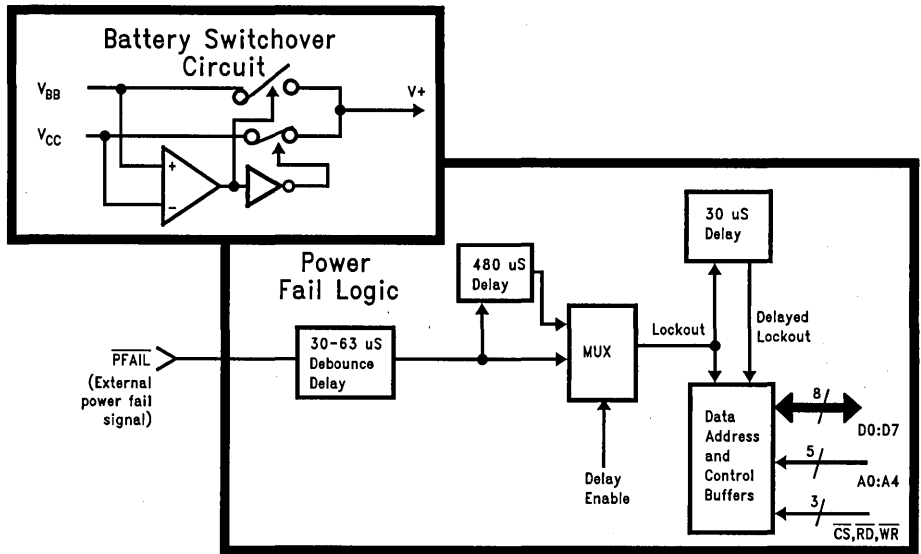 Battery Switchover
Circuit
VBB
V+
VCC
+
−
30 uS
Delay
Power
Fail Logic
480 uS
Delay
MUX
Lockout
Delayed
Lockout
30-63 uS
Debounce
Delay
PFAIL
(External
power fail
signal)
Delay
Enable
Data
Address
and
Control
Buffers
8
D0:D7
5
A0:A4
3
CS,RD,WR